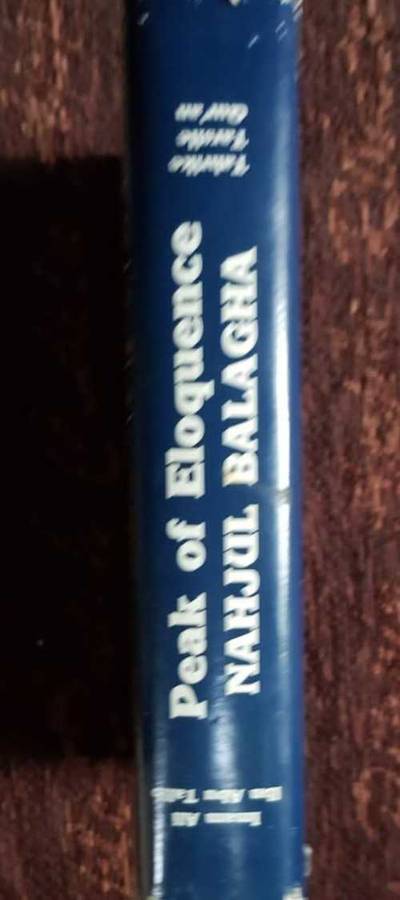 Peak of Eloquence
NAHJUL BALAGHA
Imam Ali
Ibn Abu Talib
Tahrike
Tarsile
Qur'an